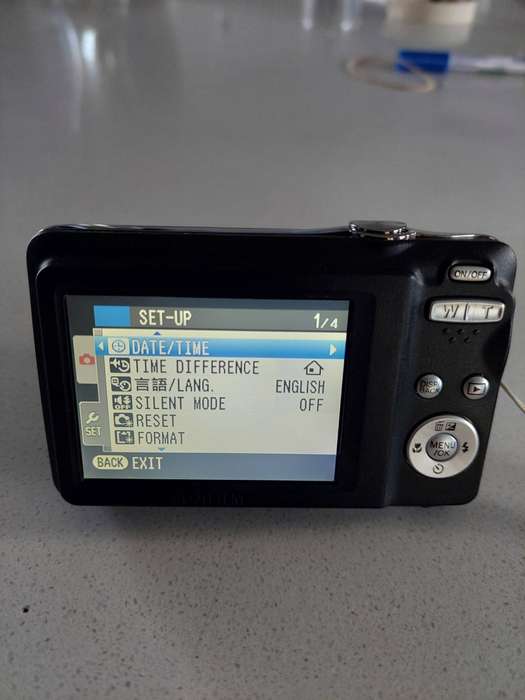 SET-UP 1/4
DATE/TIME
TIME DIFFERENCE
言語/LANG. ENGLISH
SILENT MODE OFF
RESET
FORMAT
SET
BACK EXIT
ON/OFF
W T
DISP
BACK
MENU
/OK